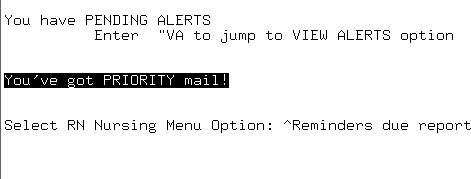 You have PENDING ALERTS
Enter "VA to jump to VIEW ALERTS option
You've got PRIORITY mail!
Select RN Nursing Menu Option: ^Reminders due report